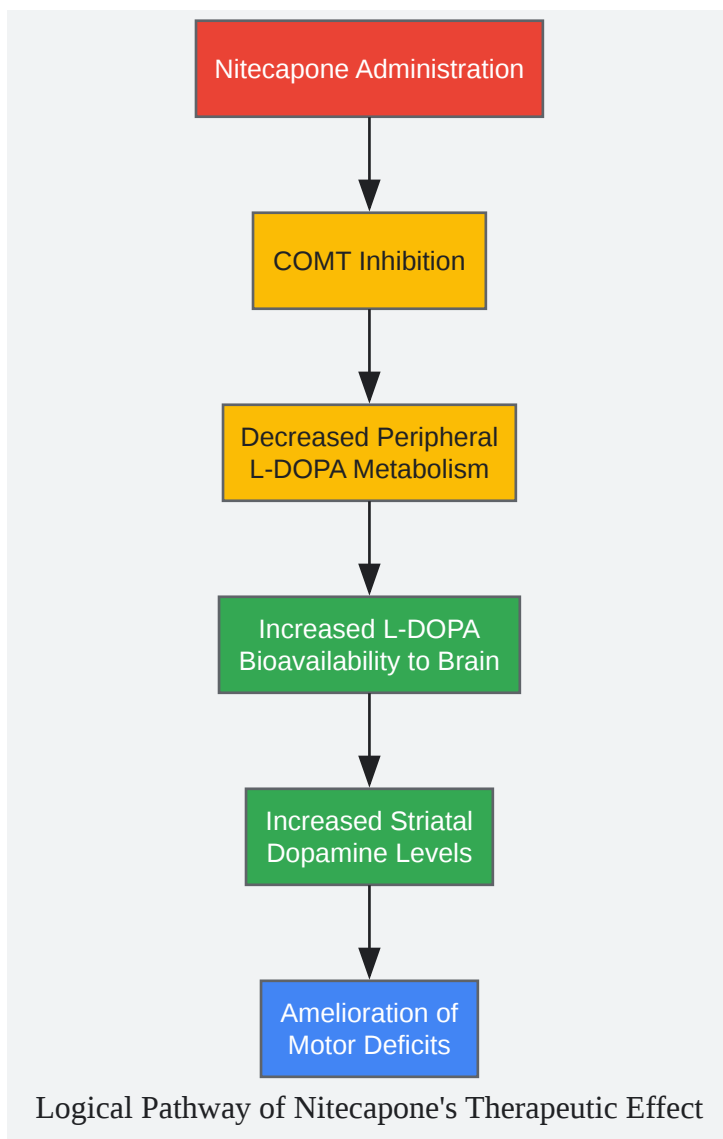 Nitecapone Administration
COMT Inhibition
Decreased Peripheral
L-DOPA Metabolism
Increased L-DOPA
Bioavailability to Brain
Increased Striatal
Dopamine Levels
Amelioration of
Motor Deficits
Logical Pathway of Nitecapone's Therapeutic Effect